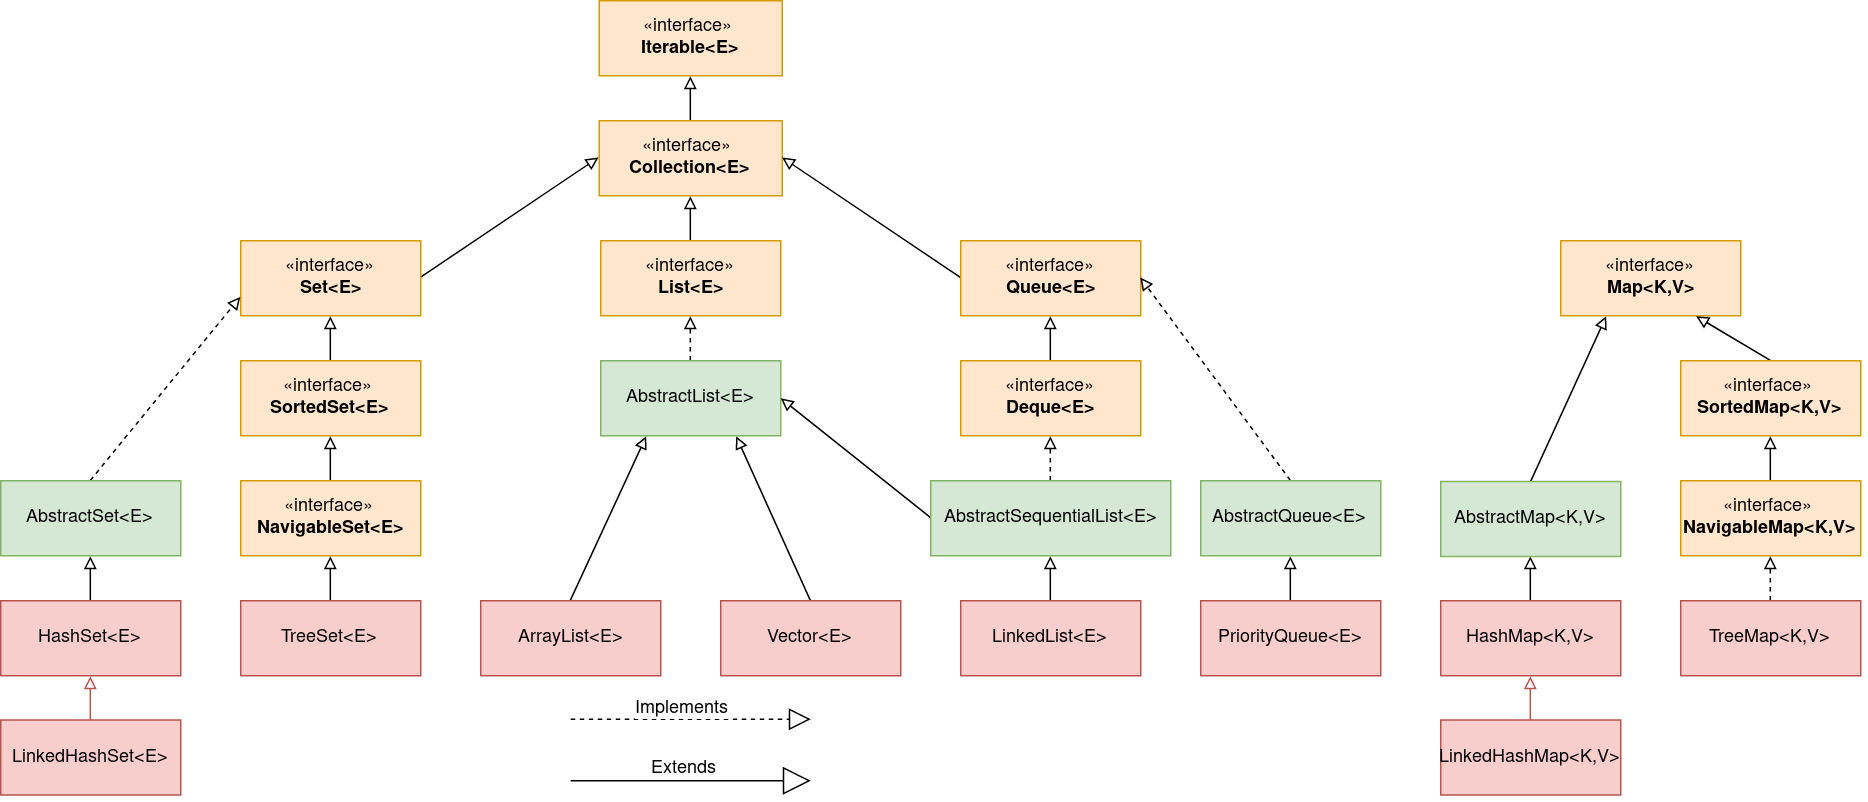 «interface»
Iterable<E>
«interface»
Collection<E>
«interface»
Set<E>
«interface»
List<E>
«interface»
Queue<E>
«interface»
Map<K,V>
«interface»
SortedSet<E>
AbstractList<E>
«interface»
Deque<E>
«interface»
SortedMap<K,V>
AbstractSet<E>
«interface»
NavigableSet<E>
AbstractSequentialList<E>
AbstractQueue<E>
AbstractMap<K,V>
«interface»
NavigableMap<K,V>
HashSet<E>
TreeSet<E>
ArrayList<E>
Vector<E>
LinkedList<E>
PriorityQueue<E>
HashMap<K,V>
TreeMap<K,V>
Implements
LinkedHashSet<E>
Extends
LinkedHashMap<K,V>